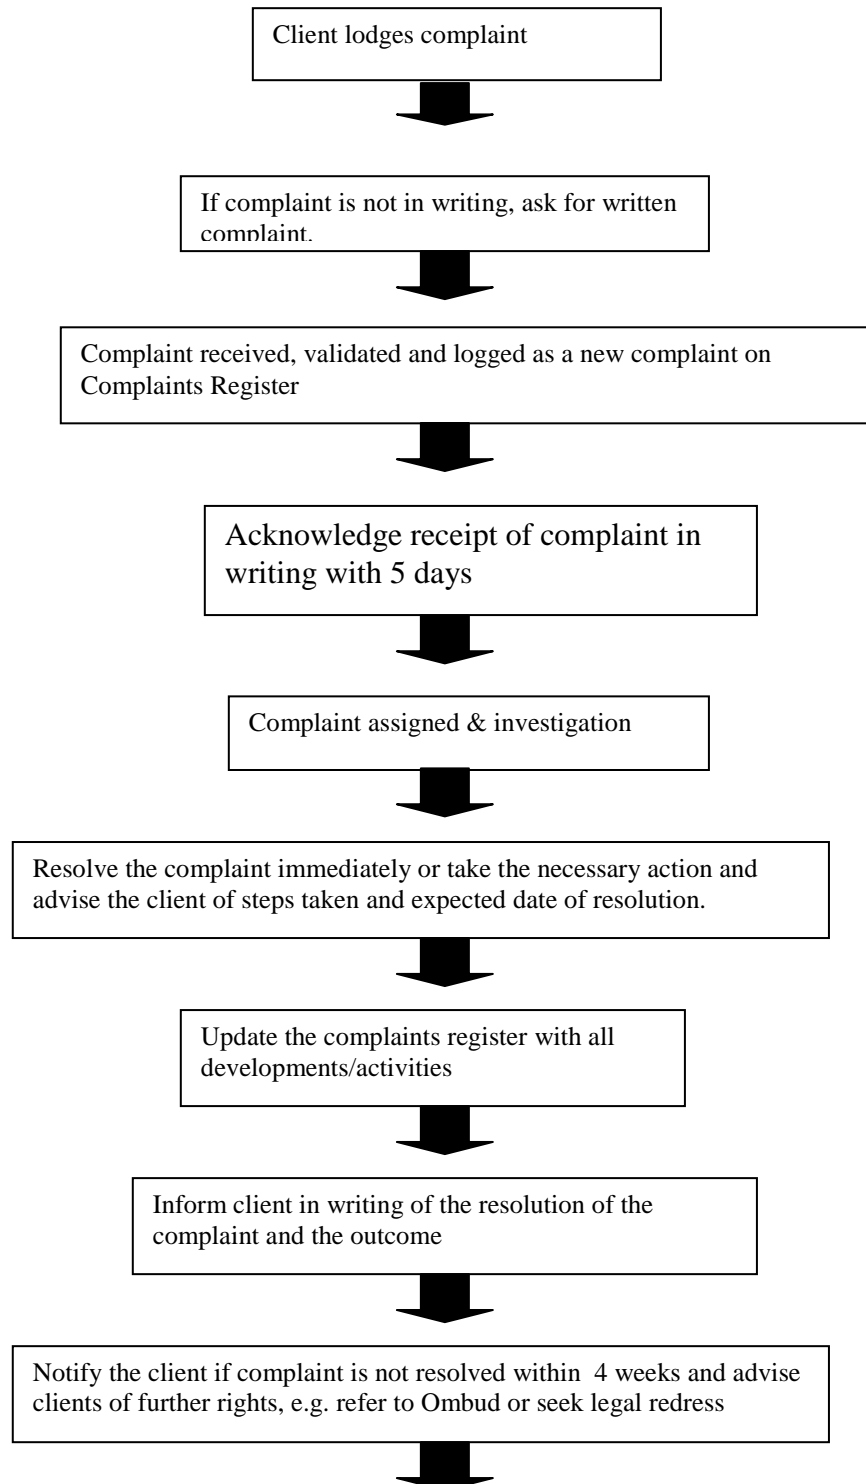 Client lodges complaint
If complaint is not in writing, ask for written
complaint.
Complaint received, validated and logged as a new complaint on
Complaints Register
Acknowledge receipt of complaint in
writing with 5 days
Complaint assigned & investigation
Resolve the complaint immediately or take the necessary action and
advise the client of steps taken and expected date of resolution.
Update the complaints register with all
developments/activities
Inform client in writing of the resolution of the
complaint and the outcome
Notify the client if complaint is not resolved within  4 weeks and advise
clients of further rights, e.g. refer to Ombud or seek legal redress